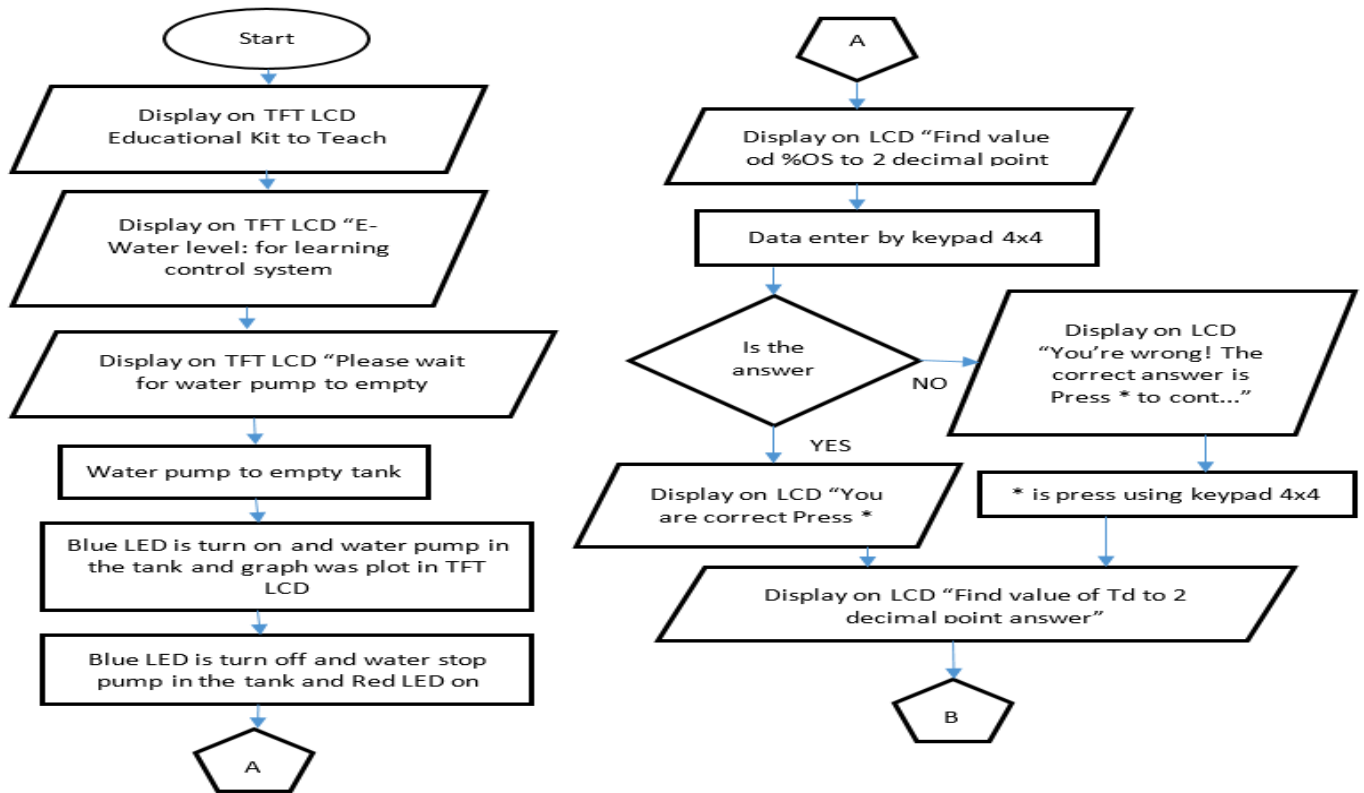 Start
Display on TFT LCD
Educational Kit to Teach
Display on TFT LCD “E-
Water level: for learning
control system
Display on TFT LCD “Please wait
for water pump to empty
Water pump to empty tank
Blue LED is turn on and water pump in
the tank and graph was plot in TFT
LCD
Blue LED is turn off and water stop
pump in the tank and Red LED on
A
A
Display on LCD “Find value
od %OS to 2 decimal point
Data enter by keypad 4x4
Is the
answer
NO
YES
Display on LCD
“You’re wrong! The
correct answer is
Press * to cont...”
Display on LCD “You
are correct Press *
* is press using keypad 4x4
Display on LCD “Find value of Td to 2
decimal point answer”
B